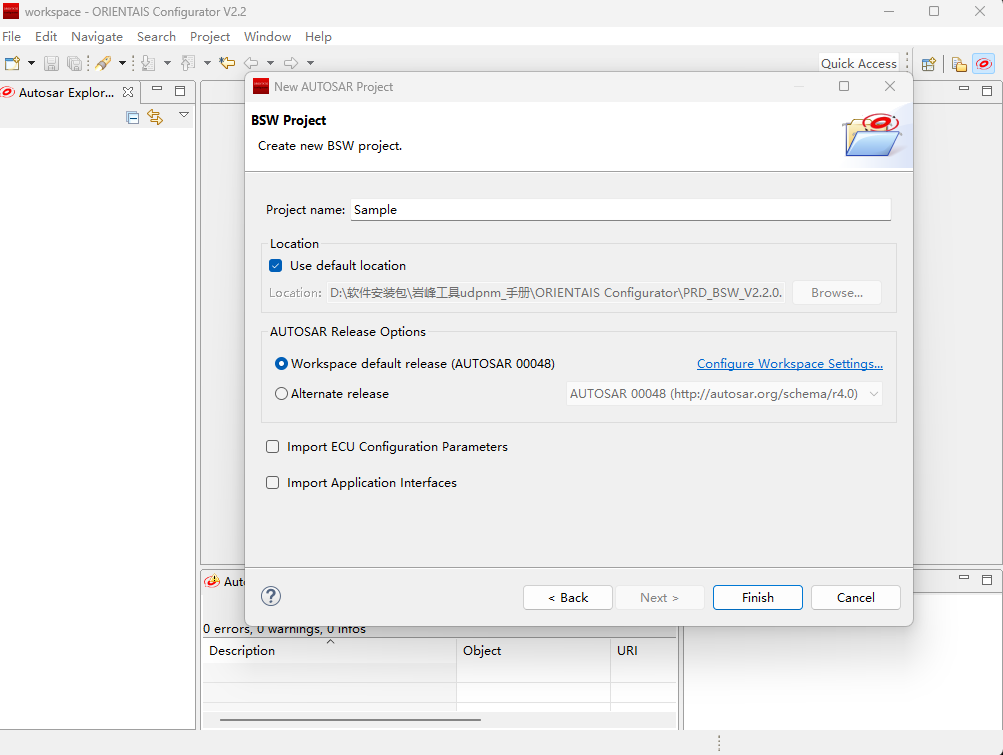 workspace - ORIENTAIS Configurator V2.2
File Edit Navigate Search Project Window Help
Quick Access
Autosar Explor...
New AUTOSAR Project
BSW Project
Create new BSW project.
Project name: Sample
Location
Use default location
Location: D:\软件安装包\岩峰工具udpnm_手册\ORIENTAIS Configurator\PRD_BSW_V2.2.0. Browse...
AUTOSAR Release Options
Workspace default release (AUTOSAR 00048) Configure Workspace Settings...
Alternate release AUTOSAR 00048 (http://autosar.org/schema/r4.0)
Import ECU Configuration Parameters
Import Application Interfaces
Aut
? < Back Next > Finish Cancel
0 errors, 0 warnings, 0 infos
Description Object URI